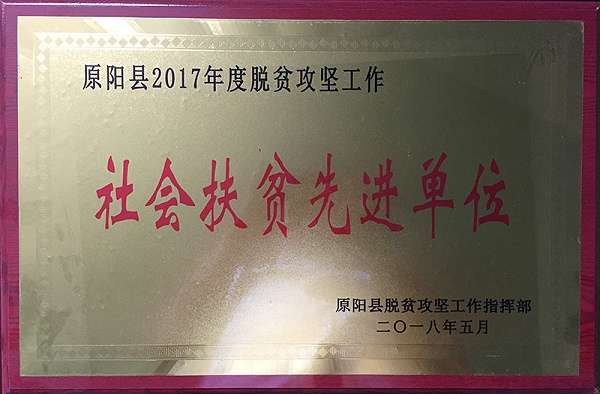 原阳县2017年度脱贫攻坚工作
社会扶贫先进单位
原阳县脱贫攻坚工作指挥部
二〇一八年五月